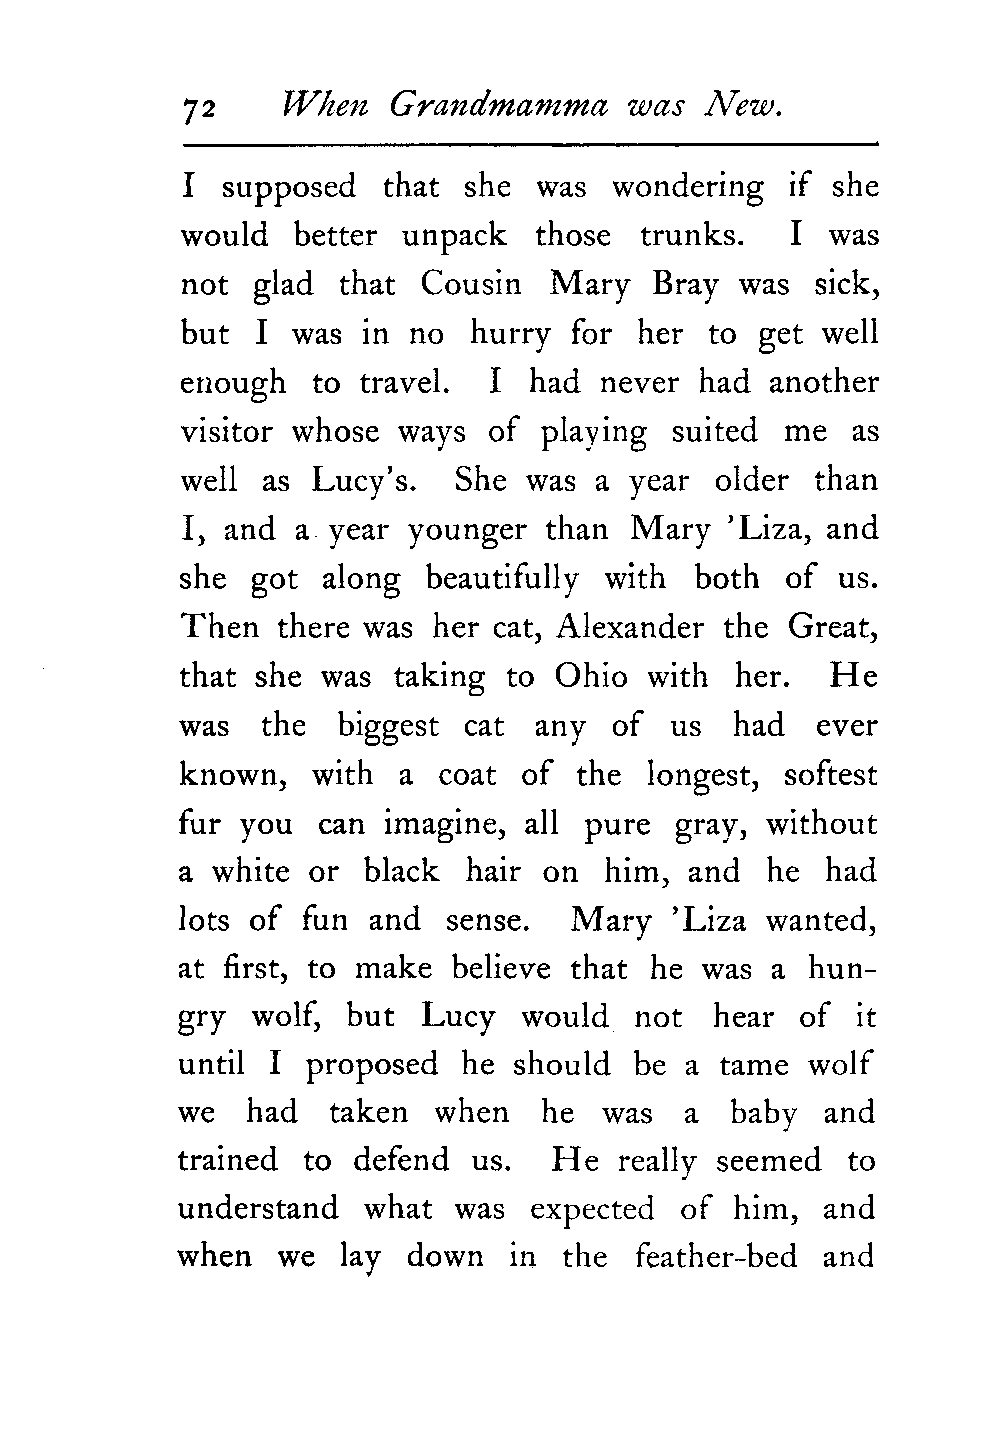 72 When Grandmamma was New.
I supposed that she was wondering if she
would better unpack those trunks. I was
not glad that Cousin Mary Bray was sick,
but I was in no hurry for her to get well
enough to travel. I had never had another
visitor whose ways of playing suited me as
well as Lucy's. She was a year older than
I, and a year younger than Mary 'Liza, and
she got along beautifully with both of us.
Then there was her cat, Alexander the Great,
that she was taking to Ohio with her. He
was the biggest cat any of us had ever
known, with a coat of the longest, softest
fur you can imagine, all pure gray, without
a white or black hair on him, and he had
lots of fun and sense. Mary 'Liza wanted,
at first, to make believe that he was a hun-
gry wolf, but Lucy would not hear of it
until I proposed he should be a tame wolf
we had taken when he was a baby and
trained to defend us. He really seemed to
understand what was expected of him, and
when we lay down in the feather-bed and